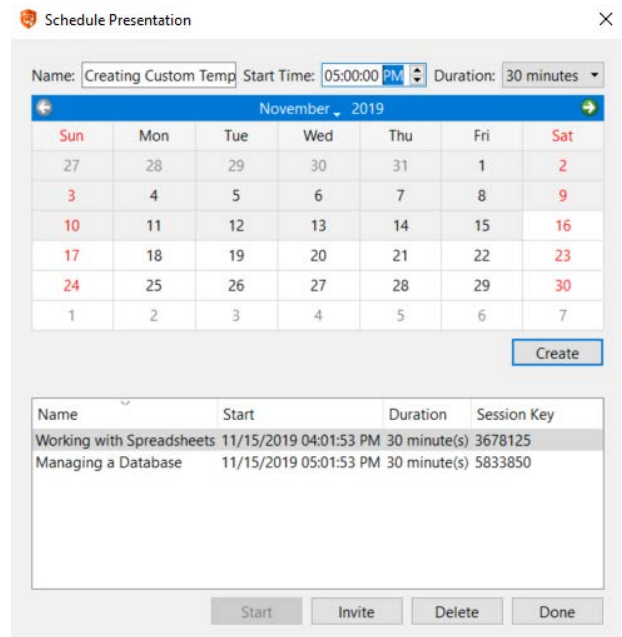 Schedule Presentation
Name: Creating Custom Temp Start Time: 05:00:00 PM Duration: 30 minutes
November 2019
Sun Mon Tue Wed Thu Fri Sat
27 28 29 30 31 1 2
3 4 5 6 7 8 9
10 11 12 13 14 15 16
17 18 19 20 21 22 23
24 25 26 27 28 29 30
1 2 3 4 5 6 7
Create
Name Start Duration Session Key
Working with Spreadsheets 11/15/2019 04:01:53 PM 30 minute(s) 3678125
Managing a Database 11/15/2019 05:01:53 PM 30 minute(s) 5833850
Start Invite Delete Done